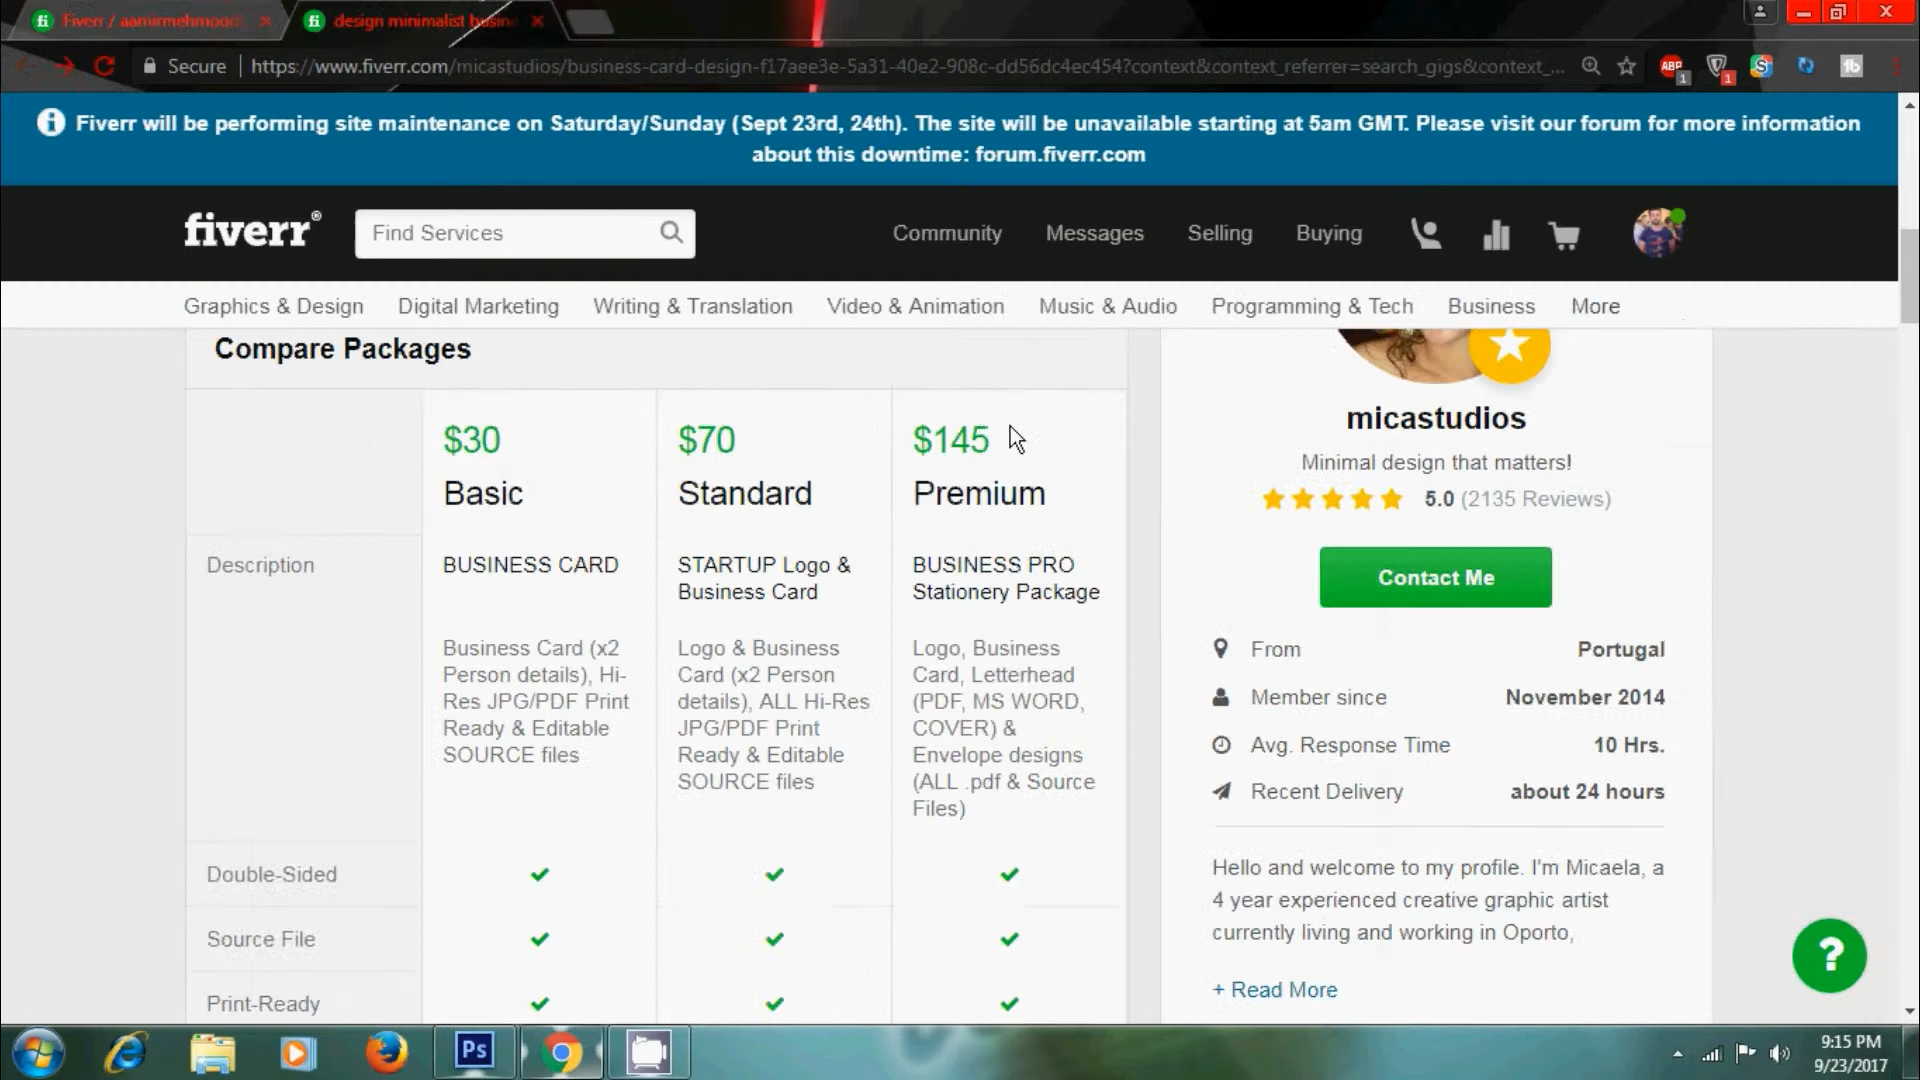 Fiverr / aamirmehmood
design minimalist busin
Secure
https://www.fiverr.com/micastudios/business-card-design-f17aee3e-5a31-40e2-908c-dd56dc4ec454?context&context_referrer=search_gigs&context_...
ABP
1
1
S
Fiverr will be performing site maintenance on Saturday/Sunday (Sept 23rd, 24th). The site will be unavailable starting at 5am GMT. Please visit our forum for more information
about this downtime: forum.fiverr.com
fiverr®
Find Services
Community
Messages
Selling
Buying
Graphics & Design
Digital Marketing
Writing & Translation
Video & Animation
Music & Audio
Programming & Tech
Business
More
Compare Packages
$30
$70
$145
Basic
Standard
Premium
Description
BUSINESS CARD
Business Card (x2
Person details), Hi-
Res JPG/PDF Print
Ready & Editable
SOURCE files
STARTUP Logo &
Business Card
Logo & Business
Card (x2 Person
details), ALL Hi-Res
JPG/PDF Print
Ready & Editable
SOURCE files
BUSINESS PRO
Stationery Package
Logo, Business
Card, Letterhead
(PDF, MS WORD,
COVER) &
Envelope designs
(ALL .pdf & Source
Files)
Double-Sided
Source File
Print-Ready
micastudios
Minimal design that matters!
5.0 (2135 Reviews)
Contact Me
From Portugal
Member since November 2014
Avg. Response Time 10 Hrs.
Recent Delivery about 24 hours
Hello and welcome to my profile. I'm Micaela, a
4 year experienced creative graphic artist
currently living and working in Oporto,
+ Read More
?
Ps
9:15 PM
9/23/2017